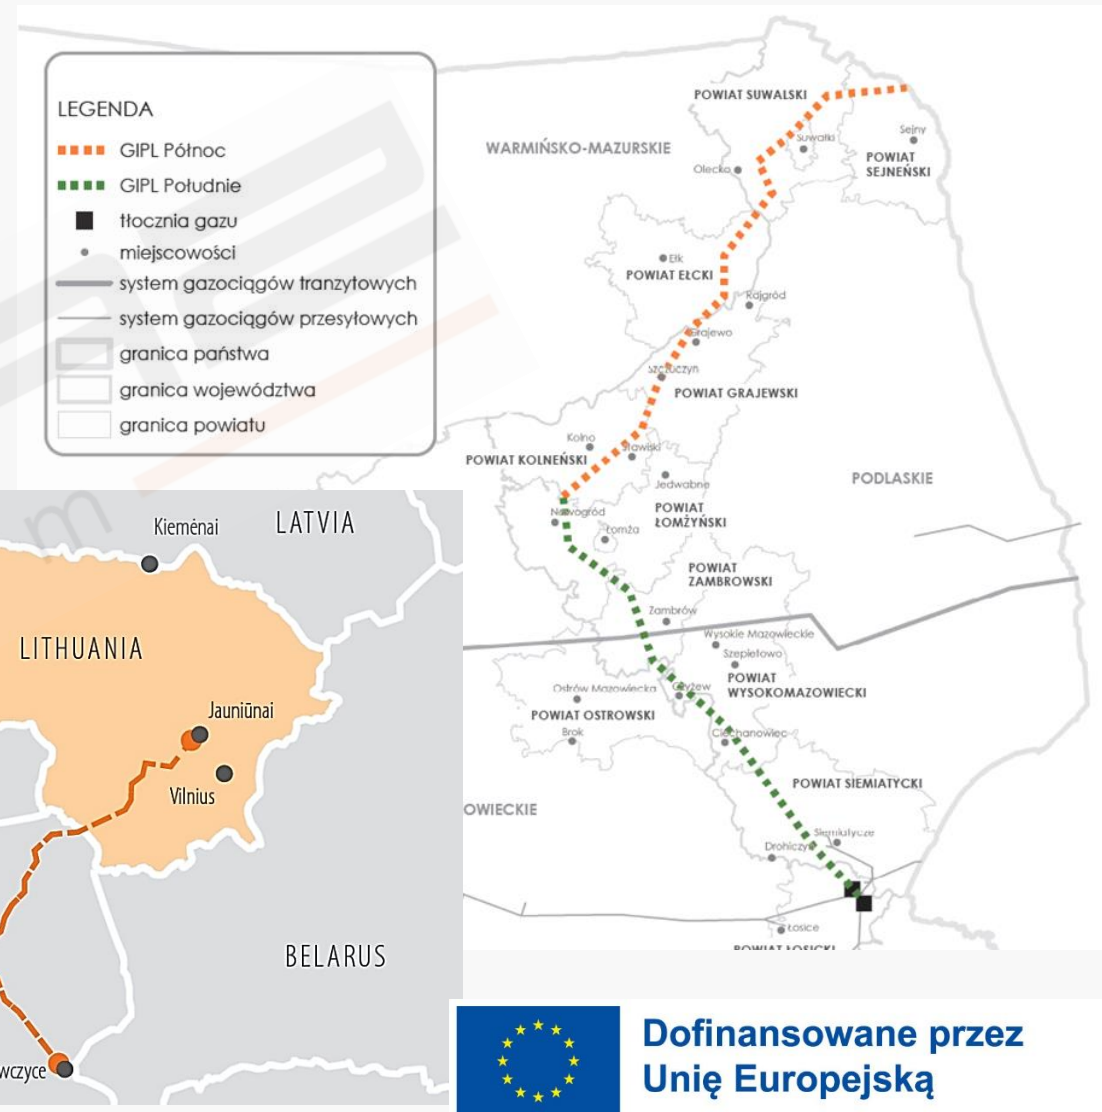 LEGENDA
GIPL Północ
GIPL Południe
tłocznia gazu
miejscowości
system gazociągów tranzytowych
system gazociągów przesyłowych
granica państwa
granica województwa
granica powiatu
POWIAT SUWALSKI
WARMIŃSKO-MAZURSKIE
Suwałki
Sejny
POWIAT
SEJNEŃSKI
Olecko
Ełk
POWIAT EŁCKI
Rajgród
Grajewo
Szczuczyn
POWIAT GRAJEWSKI
Kolno
Stawiski
POWIAT KOLNEŃSKI
Jedwabne
PODLASKIE
Nowogród
POWIAT
ŁOMŻYŃSKI
Łomża
POWIAT
ZAMBROWSKI
Zambrów
Wysokie Mazowieckie
Szepietowo
POWIAT
WYSOKOMAZOWIECKI
Ostrów Mazowiecka
Czyżew
POWIAT OSTROWSKI
Brok
Ciechanowiec
POWIAT SIEMIATYCKI
OWIECKIE
Siemiatycze
Drohiczyn
Łosice
POWIAT ŁOSICKI
Kiemėnai
LATVIA
LITHUANIA
Jauniūnai
Vilnius
BELARUS
wczyce
Dofinansowane przez
Unię Europejską